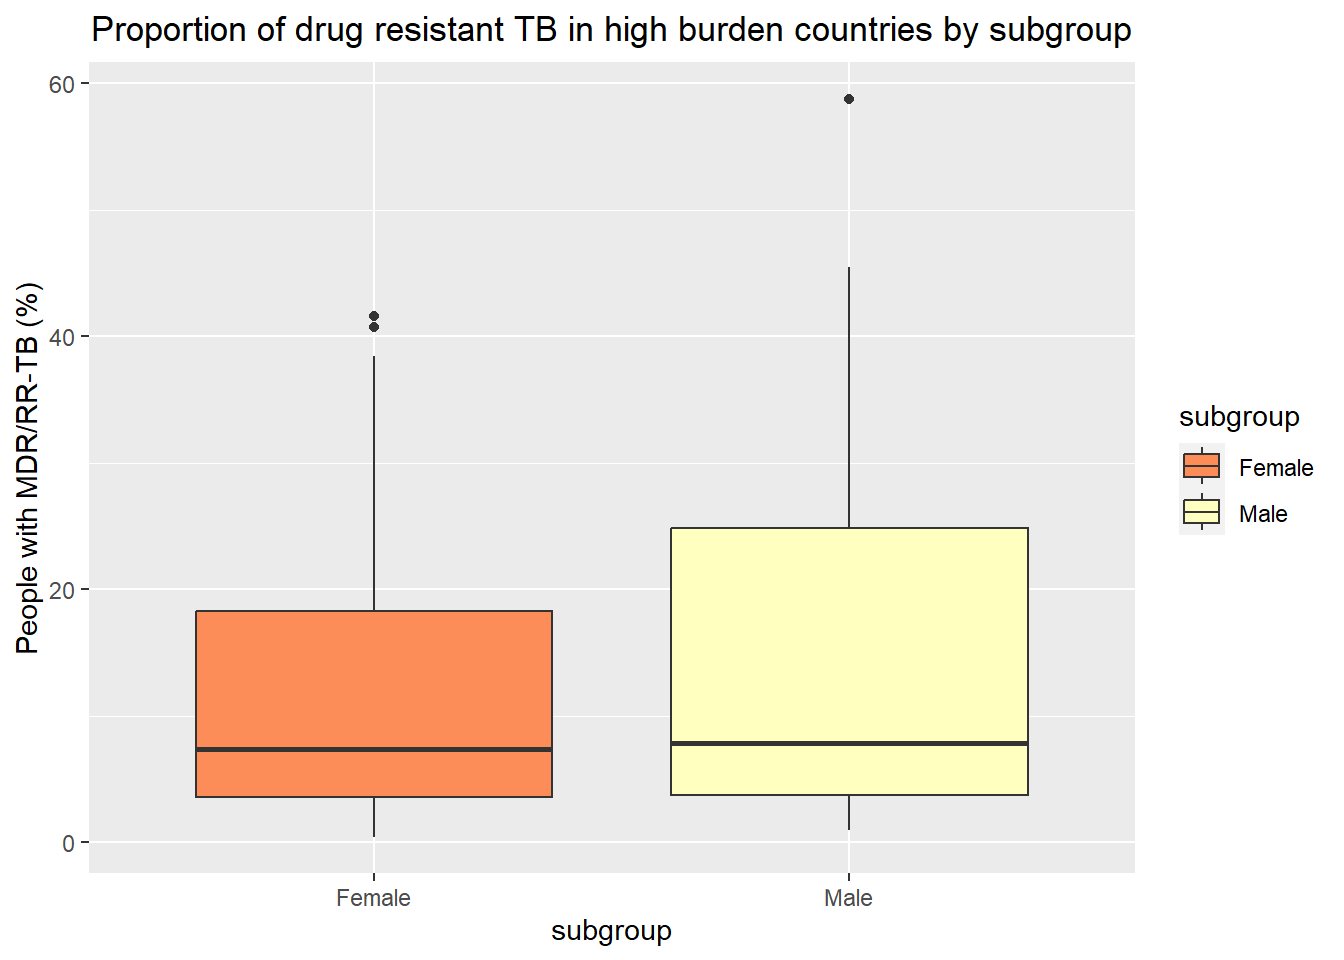 Proportion of drug resistant TB in high burden countries by subgroup
People with MDR/RR-TB (%)
60
40
20
0
Female
Male
subgroup
subgroup
Female
Male